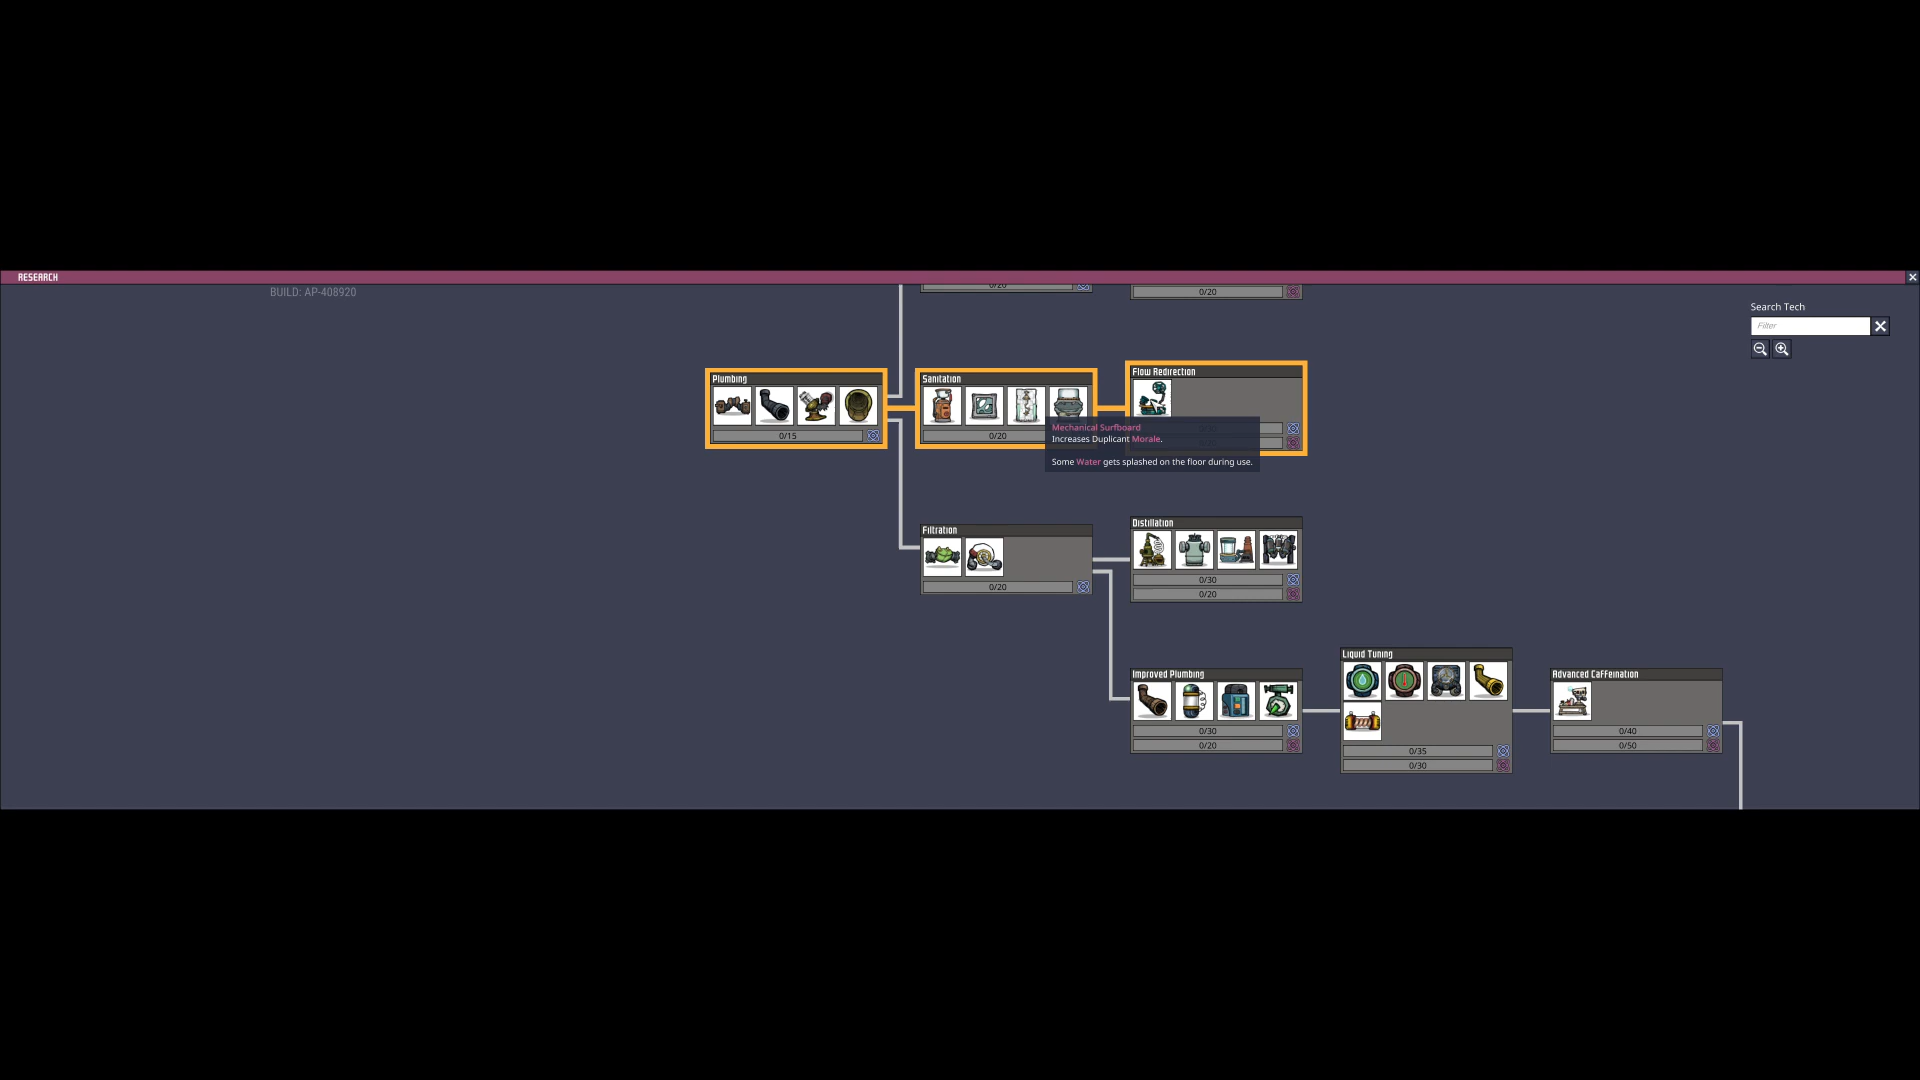 RESEARCH
BUILD: AP-408920
0/20
0/20
Search Tech
Filter
Plumbing
0/15
Sanitation
0/20
Flow Redirection
Mechanical Surfboard
Increases Duplicant Morale.
Some Water gets splashed on the floor during use.
Filtration
0/20
Distillation
0/30
0/20
Improved Plumbing
0/30
0/20
Liquid Tuning
0/35
0/30
Advanced Caffeination
0/40
0/50